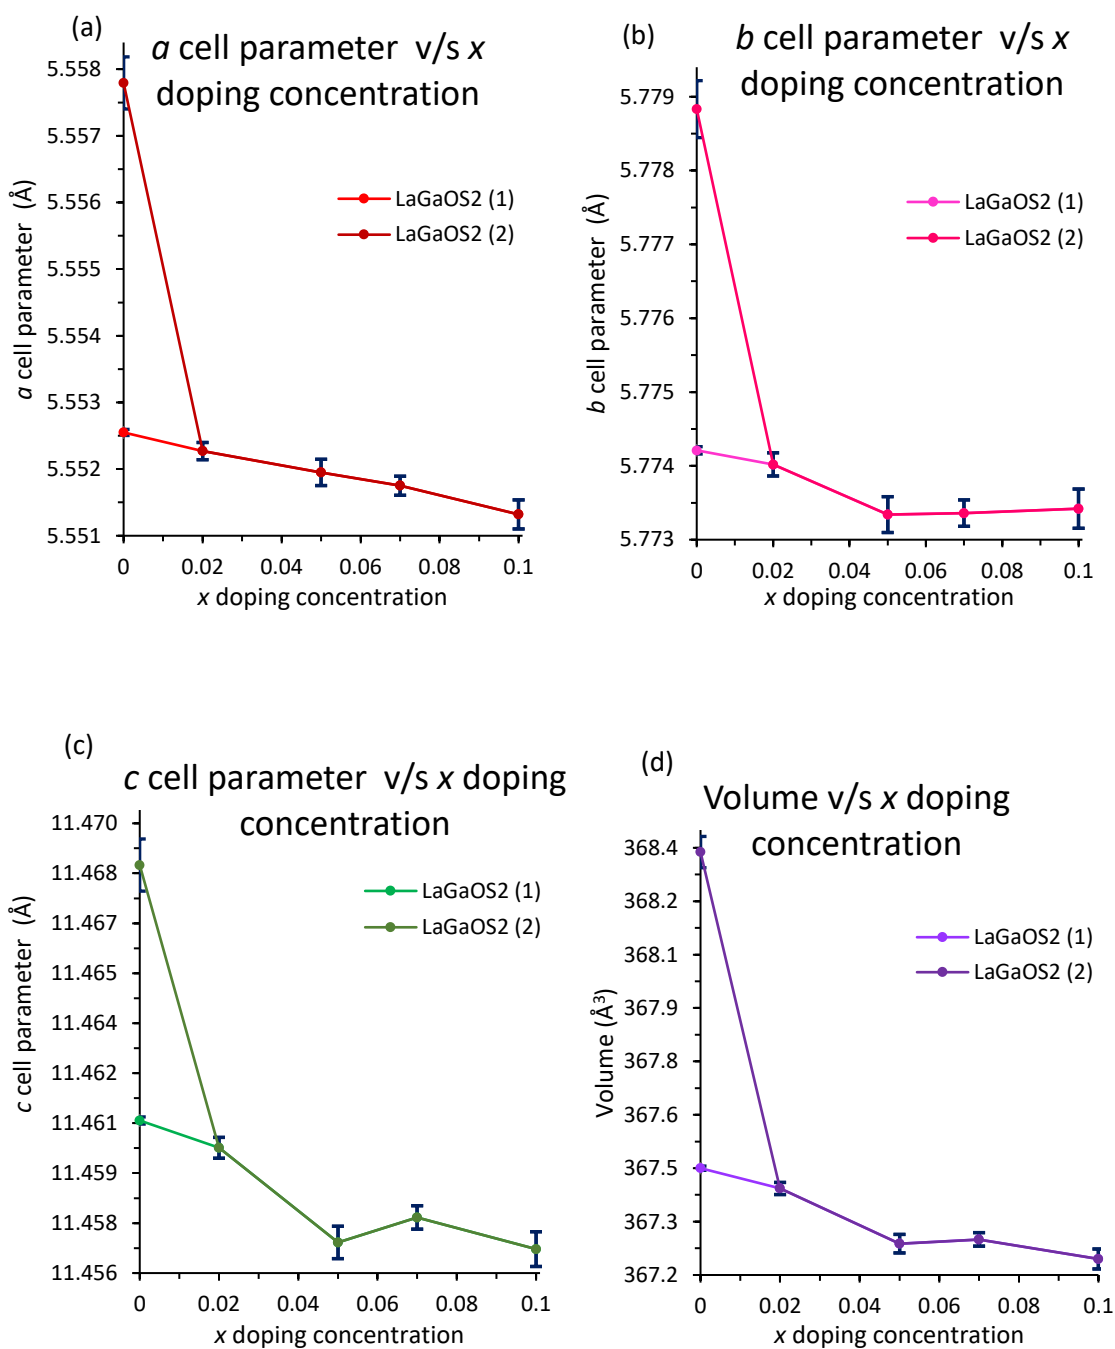 (a)
a cell parameter v/s x
doping concentration
5.558
5.557
5.556
5.555
5.554
5.553
5.552
5.551
a cell parameter (Å)
LaGaOS2 (1)
LaGaOS2 (2)
0 0.02 0.04 0.06 0.08 0.1
x doping concentration
(b)
b cell parameter v/s x
doping concentration
5.779
5.778
5.777
5.776
5.775
5.774
5.773
b cell parameter (Å)
LaGaOS2 (1)
LaGaOS2 (2)
0 0.02 0.04 0.06 0.08 0.1
x doping concentration
(c)
c cell parameter v/s x doping
concentration
11.470
11.468
11.467
11.465
11.464
11.462
11.461
11.459
11.458
11.456
c cell parameter (Å)
LaGaOS2 (1)
LaGaOS2 (2)
0 0.02 0.04 0.06 0.08 0.1
x doping concentration
(d)
Volume v/s x doping
concentration
368.4
368.2
368.1
367.9
367.8
367.6
367.5
367.3
367.2
Volume (Å³)
LaGaOS2 (1)
LaGaOS2 (2)
0 0.02 0.04 0.06 0.08 0.1
x doping concentration